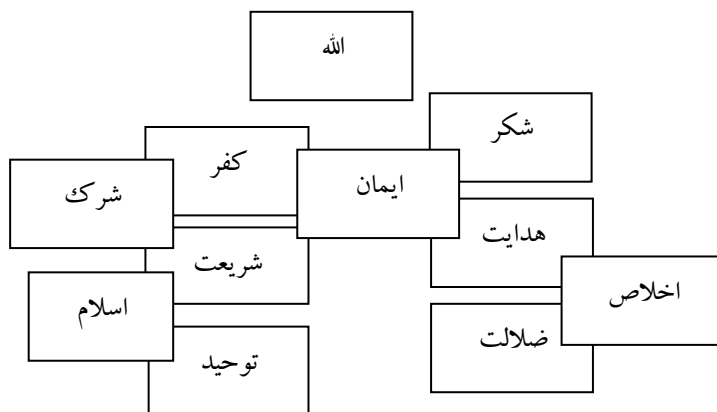 الله
شکر
کفر
ایمان
شرک
هدایت
شریعت
اخلاص
اسلام
ضلالت
توحید